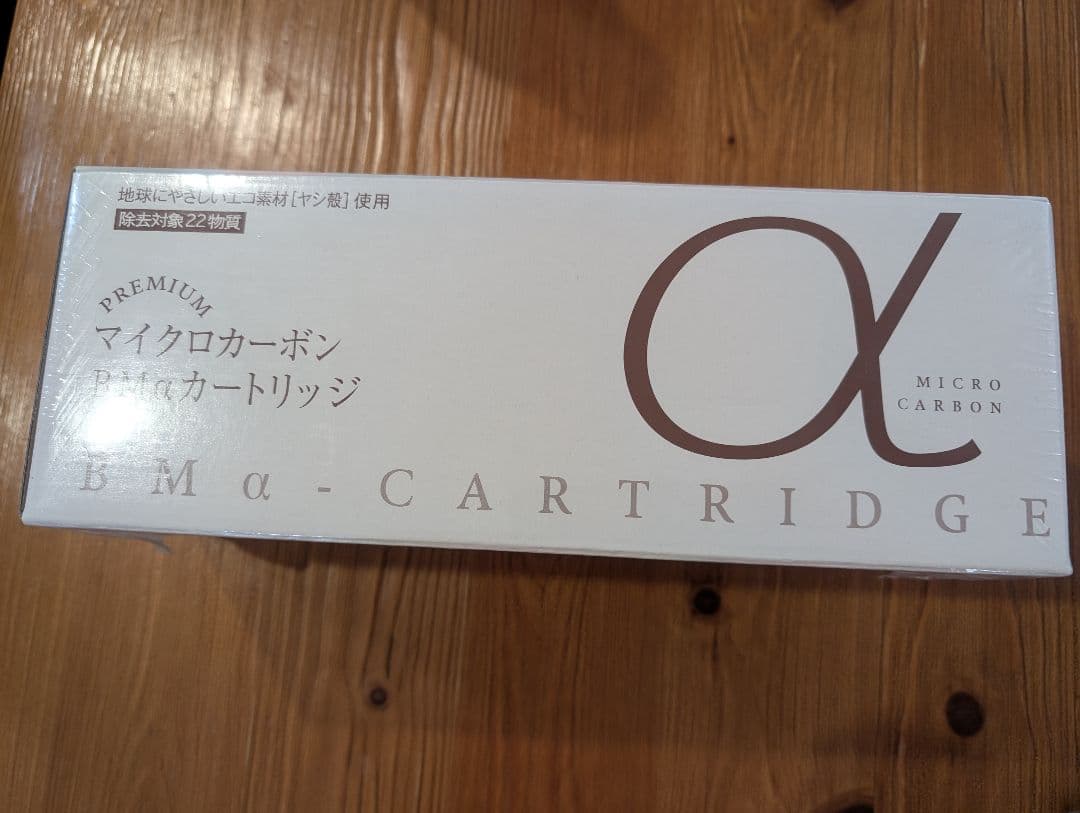 地球にやさしいエコ素材[ヤシ殻]使用
除去対象22物質
PREMIUM
マイクロカーボン
BMαカートリッジ
α
MICRO
CARBON
BMα-CARTRIDGE